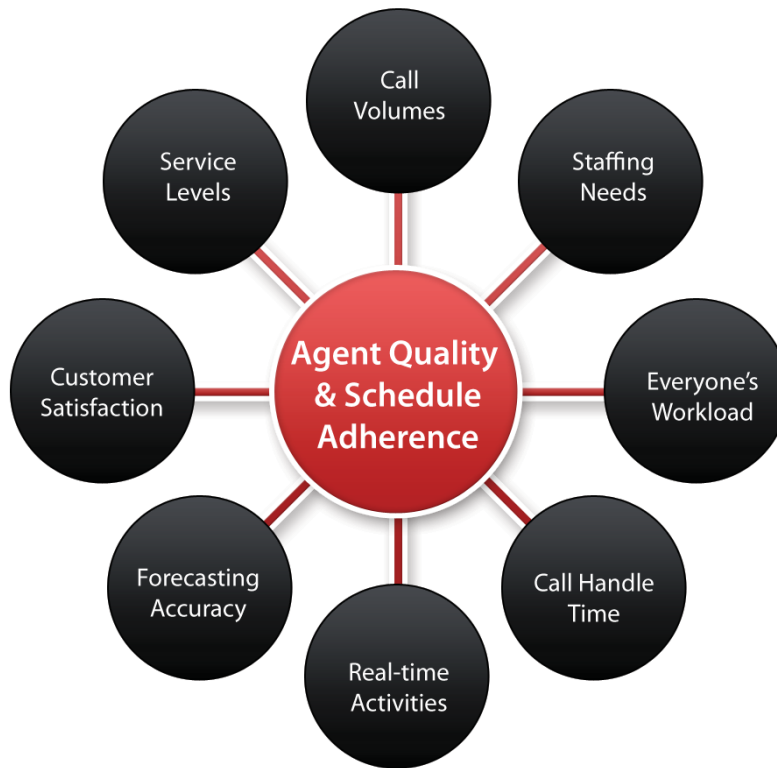 Call
Volumes
Staffing
Needs
Everyone’s
Workload
Call Handle
Time
Real-time
Activities
Forecasting
Accuracy
Customer
Satisfaction
Service
Levels
Agent Quality
& Schedule
Adherence